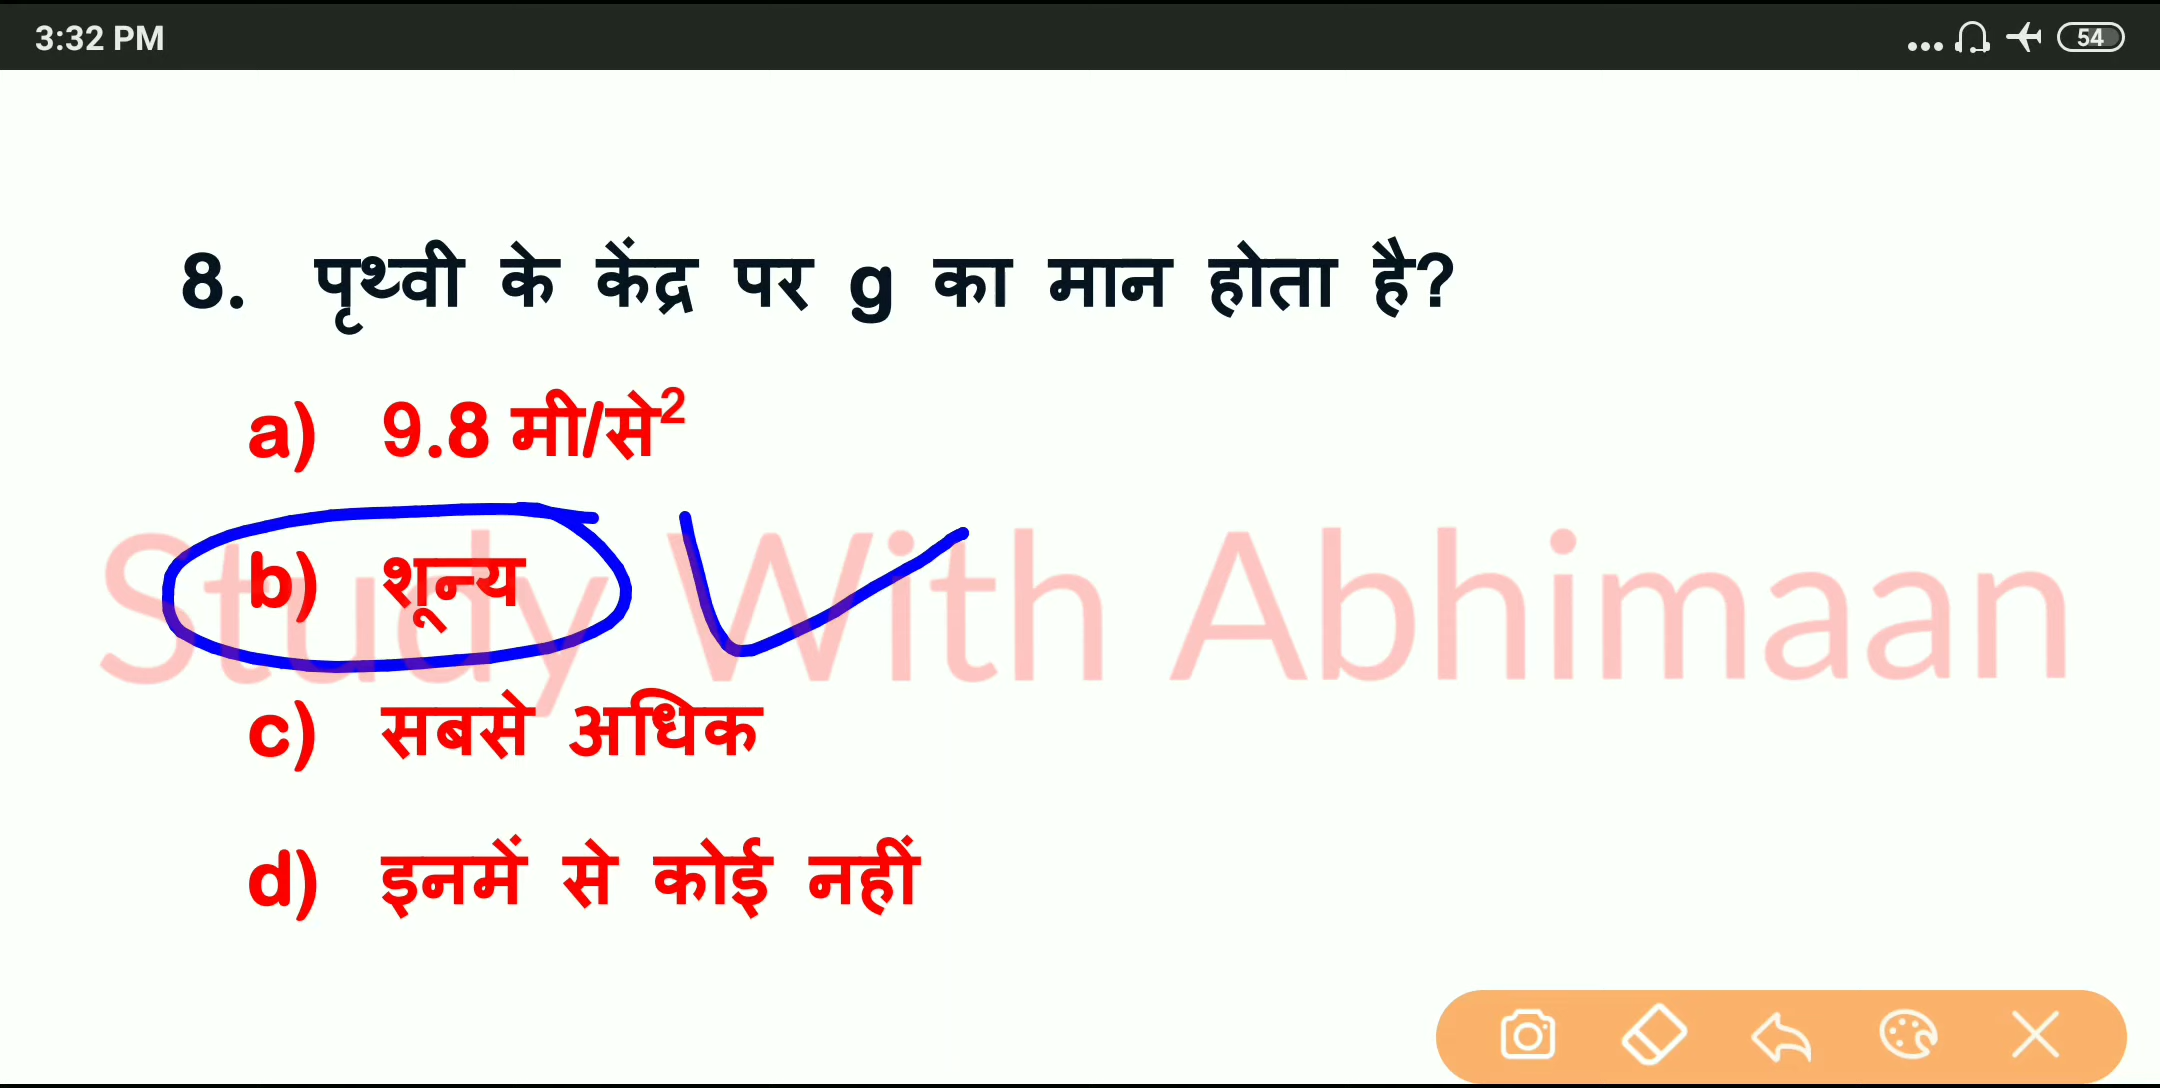 3:32 PM
54
8. पृथ्वी के केंद्र पर g का मान होता है?
a) 9.8 मी/से²
b) शून्य
Study With Abhimaan
c) सबसे अधिक
d) इनमें से कोई नहीं